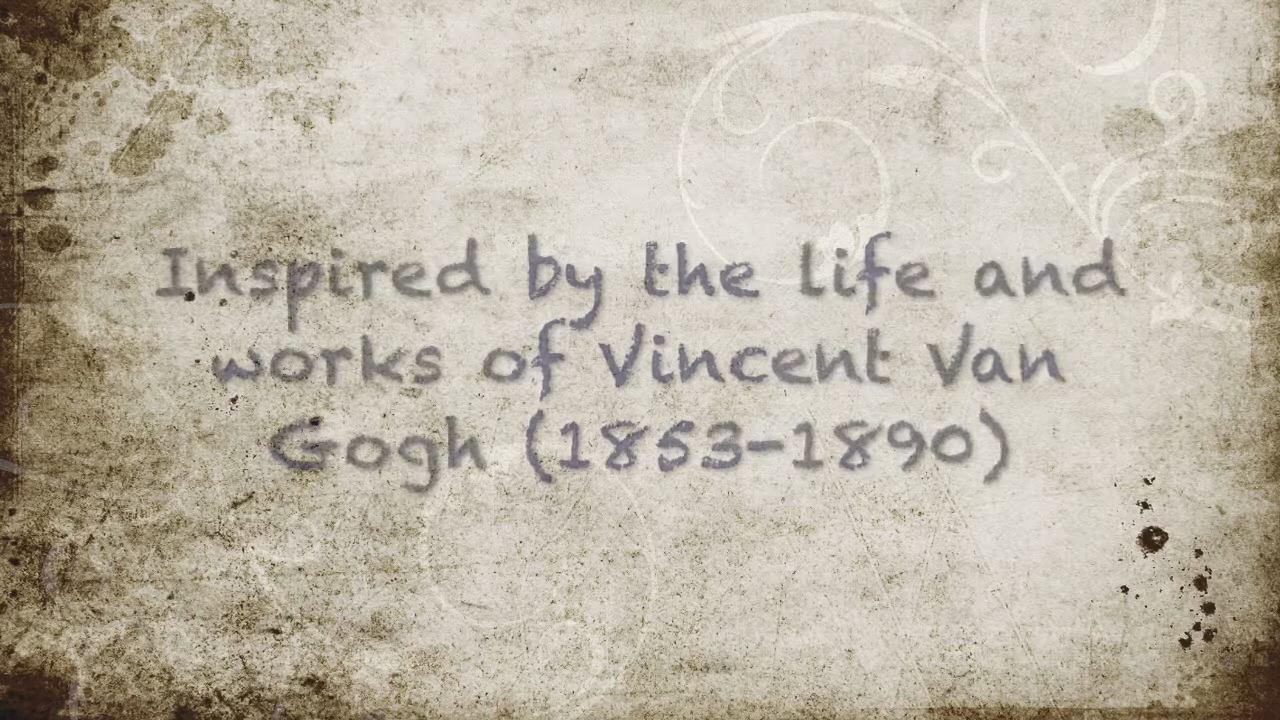 Inspired by the life and
works of Vincent Van
Gogh (1853-1890)